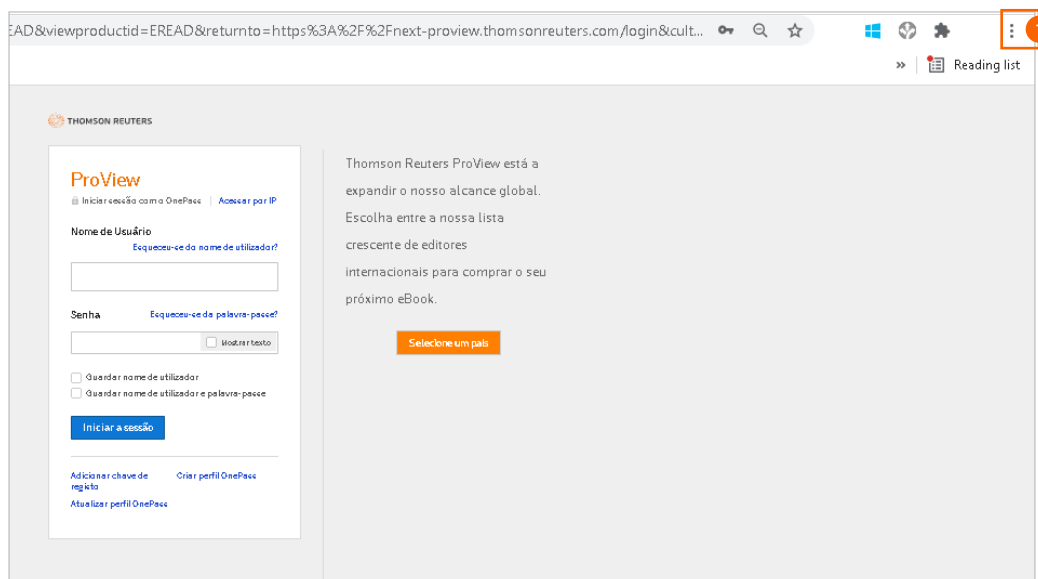 EAD&viewproductid=EREAD&returnto=https%3A%2F%2Fnext-proview.thomsonreuters.com/login&cult...
Reading list
THOMSON REUTERS
ProView
Iniciar sessão com o OnePass | Acessar por IP
Nome de Usuário
Esqueceu-se do nome de utilizador?
Senha Esqueceu-se da palavra-passe?
Mostrar texto
Guardar nome de utilizador
Guardar nome de utilizador e palavra-passe
Iniciar a sessão
Adicionar chave de registo
Criar perfil OnePass
Atualizar perfil OnePass
Thomson Reuters ProView está a
expandir o nosso alcance global.
Escolha entre a nossa lista
crescente de editores
internacionais para comprar o seu
próximo eBook.
Selecione um país